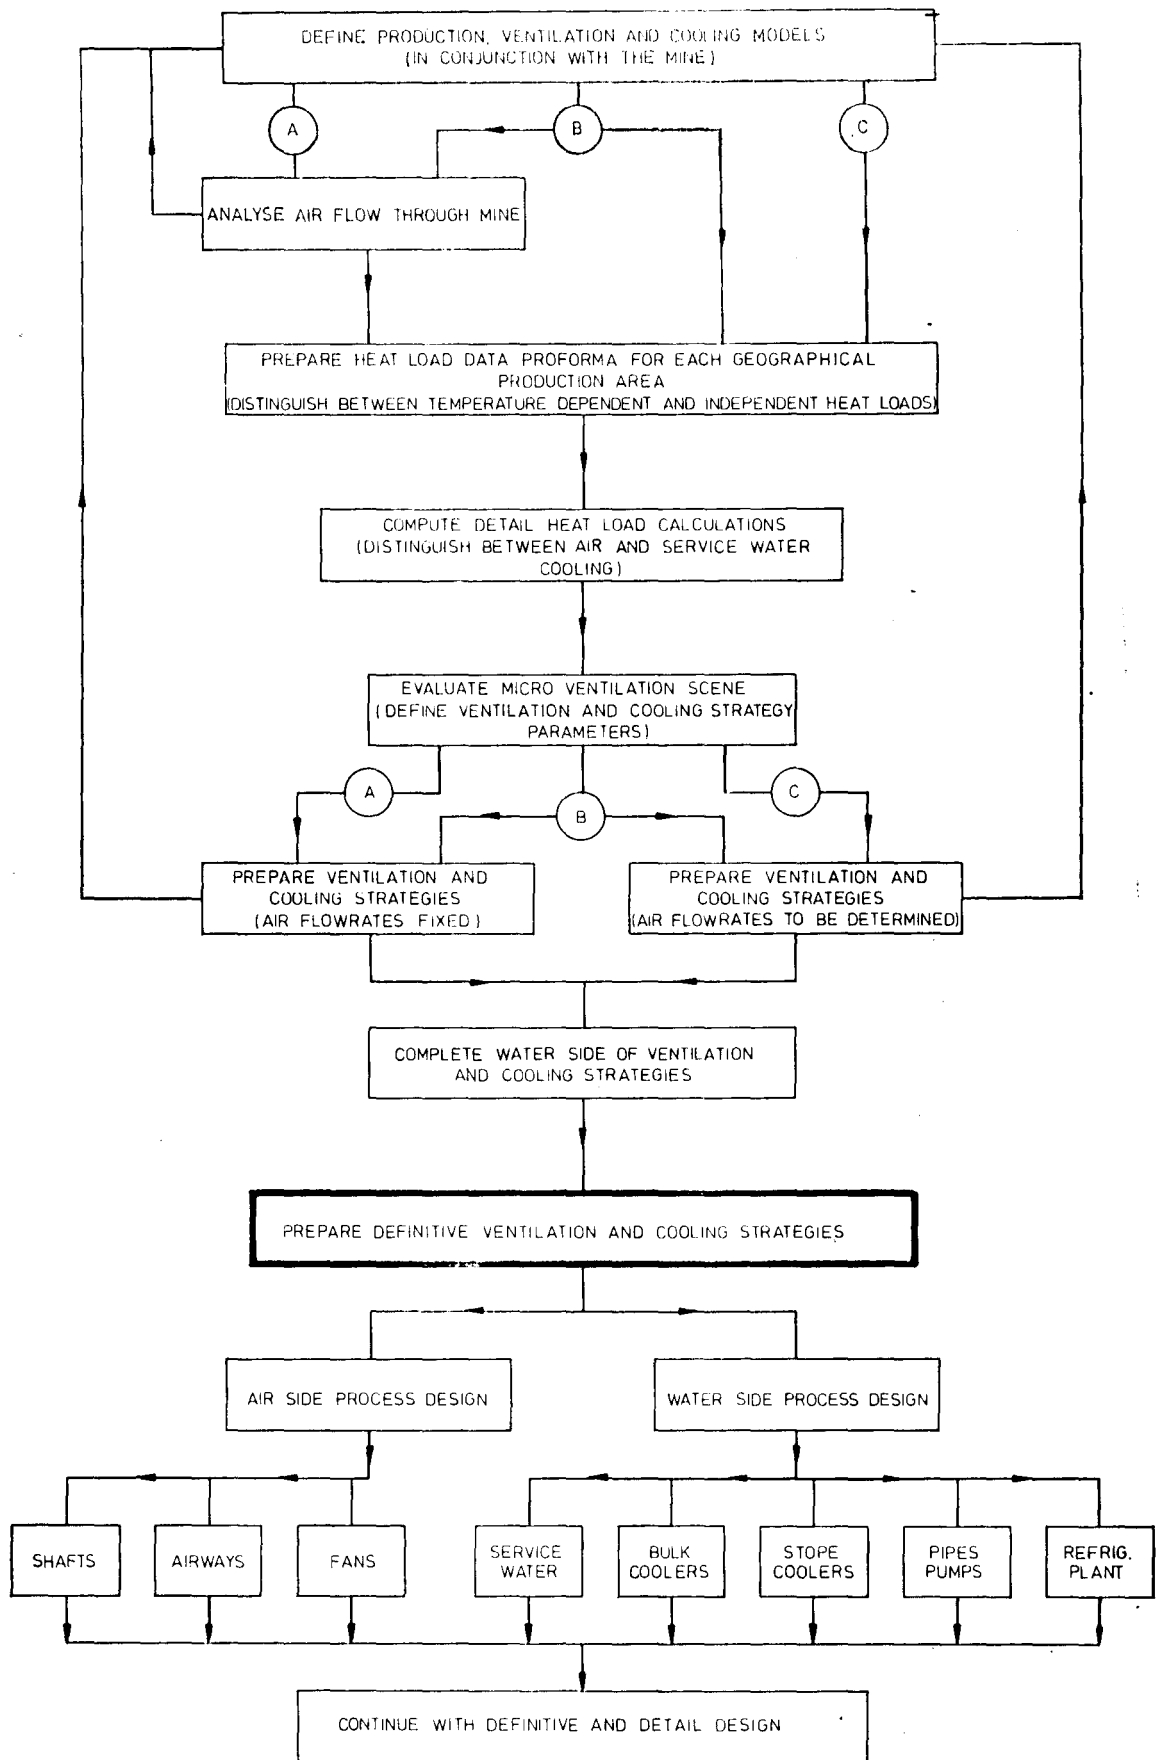 DEFINE PRODUCTION, VENTILATION AND COOLING MODELS
(IN CONJUNCTION WITH THE MINE)
A
B
C
ANALYSE AIR FLOW THROUGH MINE
PREPARE HEAT LOAD DATA PROFORMA FOR EACH GEOGRAPHICAL
PRODUCTION AREA
(DISTINGUISH BETWEEN TEMPERATURE DEPENDENT AND INDEPENDENT HEAT LOADS)
COMPUTE DETAIL HEAT LOAD CALCULATIONS
(DISTINGUISH BETWEEN AIR AND SERVICE WATER
COOLING)
EVALUATE MICRO VENTILATION SCENE
(DEFINE VENTILATION AND COOLING STRATEGY
PARAMETERS)
A
B
C
PREPARE VENTILATION AND
COOLING STRATEGIES
(AIR FLOWRATES FIXED)
PREPARE VENTILATION AND
COOLING STRATEGIES
(AIR FLOWRATES TO BE DETERMINED)
COMPLETE WATER SIDE OF VENTILATION
AND COOLING STRATEGIES
PREPARE DEFINITIVE VENTILATION AND COOLING STRATEGIES
AIR SIDE PROCESS DESIGN
WATER SIDE PROCESS DESIGN
SHAFTS
AIRWAYS
FANS
SERVICE
WATER
BULK
COOLERS
STOPE
COOLERS
PIPES
PUMPS
REFRIG.
PLANT
CONTINUE WITH DEFINITIVE AND DETAIL DESIGN